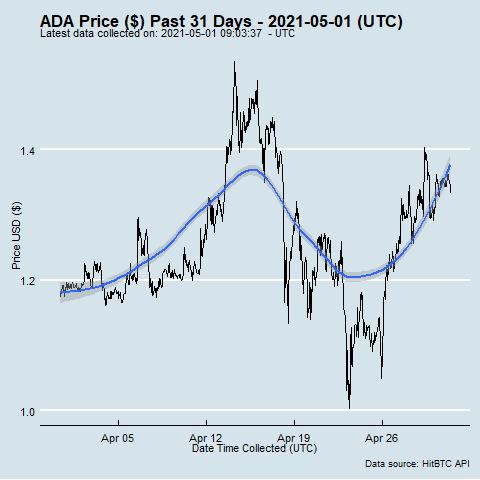 ADA Price ($) Past 31 Days - 2021-05-01 (UTC)
Latest data collected on: 2021-05-01 09:03:37 - UTC
Price USD ($)
1.4
1.2
1.0
Apr 05 Apr 12 Apr 19 Apr 26
Date Time Collected (UTC)
Data source: HitBTC API